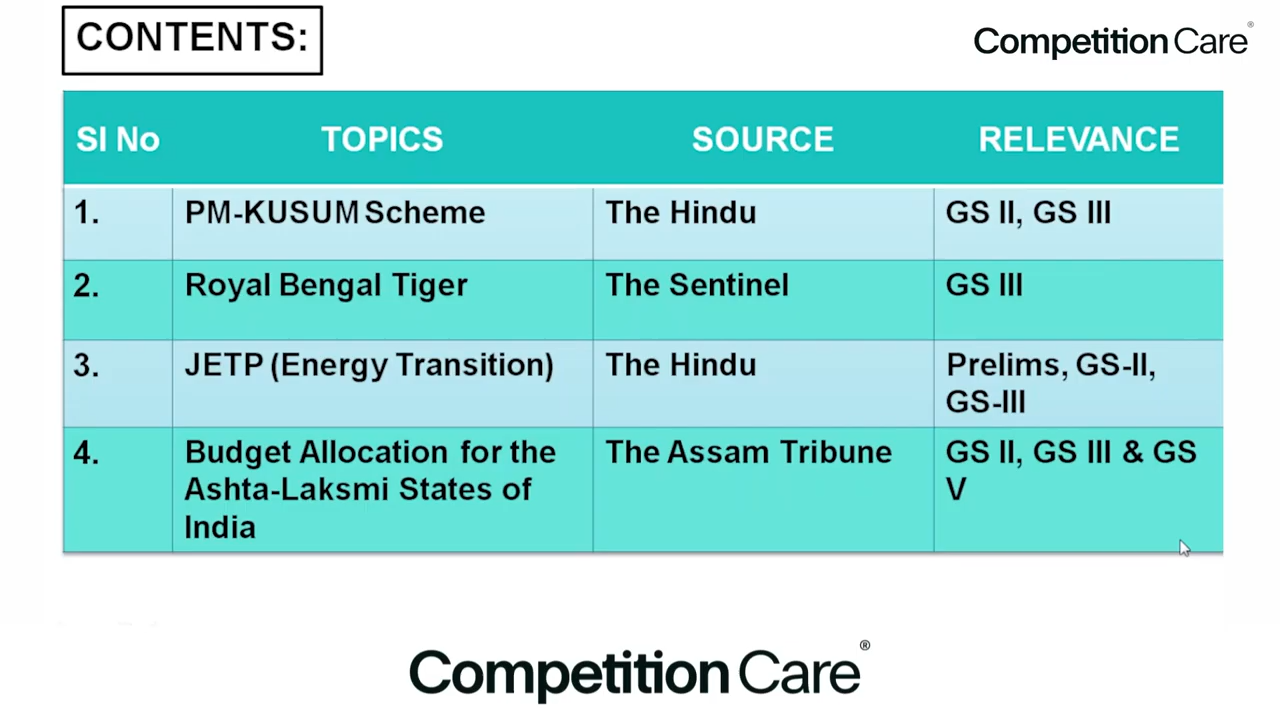 CONTENTS:
Competition Care®
SI No TOPICS SOURCE RELEVANCE
1. PM-KUSUM Scheme The Hindu GS II, GS III
2. Royal Bengal Tiger The Sentinel GS III
3. JETP (Energy Transition) The Hindu Prelims, GS-II,
GS-III
4. Budget Allocation for the The Assam Tribune GS II, GS III & GS
Ashta-Laksmi States of V
India
Competition Care®